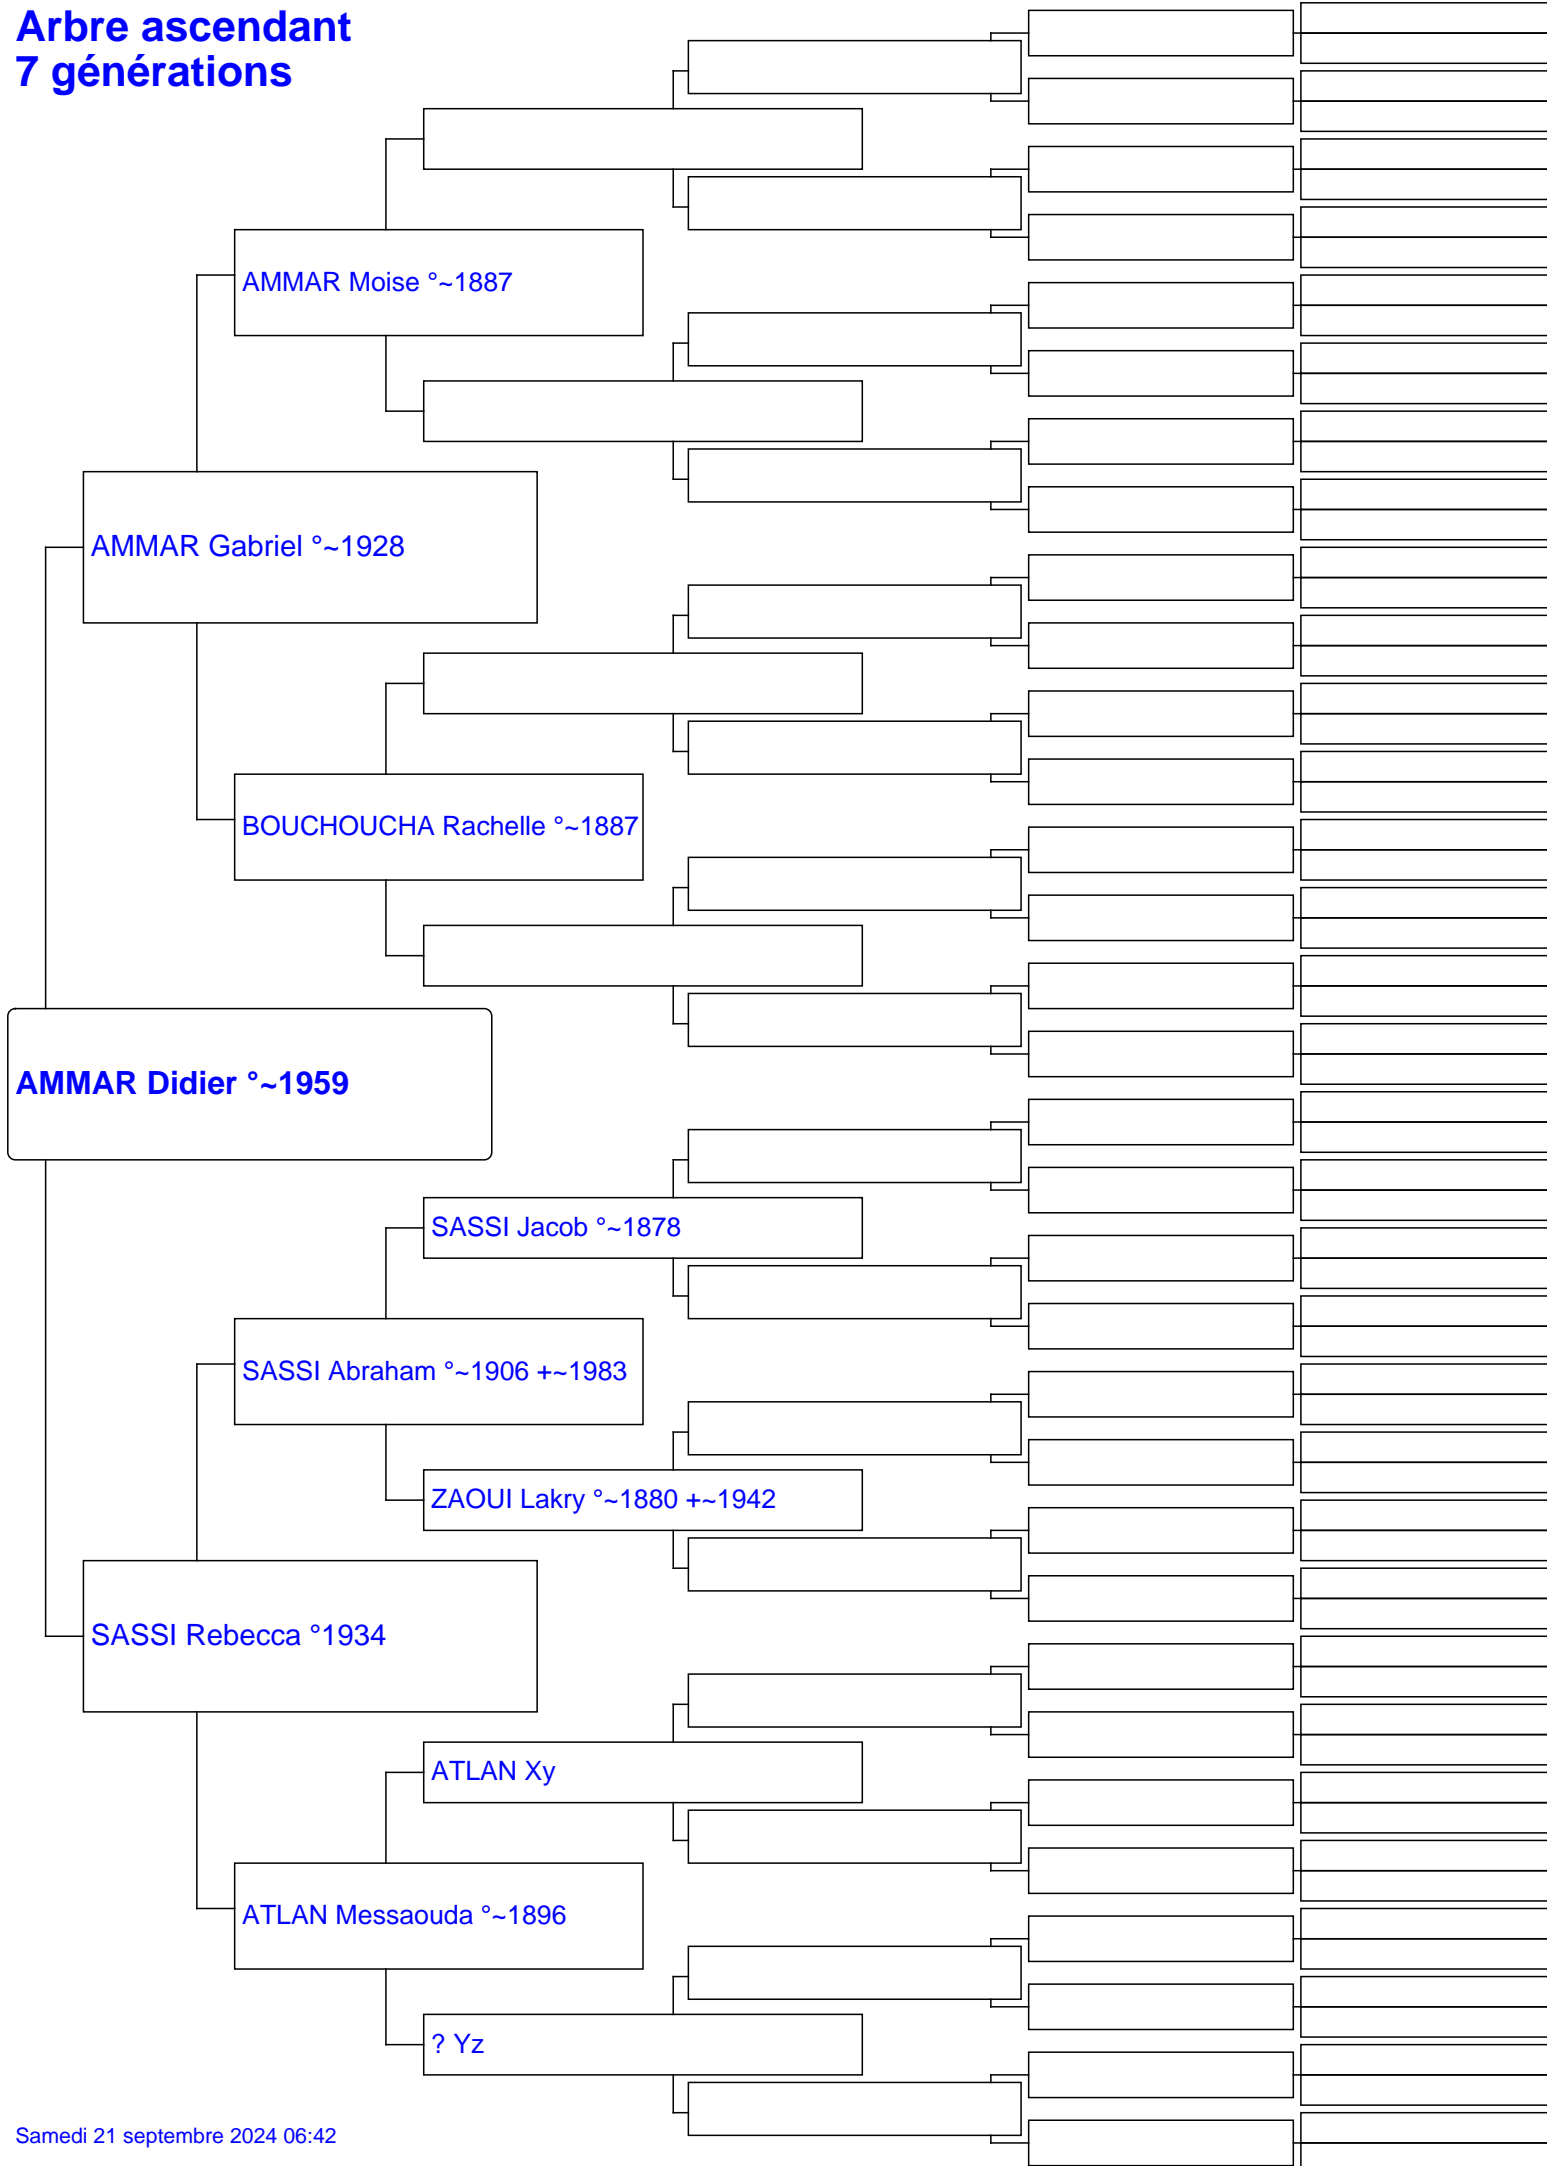 Arbre ascendant
7 générations
AMMAR Moise °~1887
AMMAR Gabriel °~1928
BOUCHOUCHA Rachelle °~1887
AMMAR Didier °~1959
SASSI Jacob °~1878
SASSI Abraham °~1906 +~1983
ZAOUI Lakry °~1880 +~1942
SASSI Rebecca °1934
ATLAN Xy
ATLAN Messaouda °~1896
? Yz
Samedi 21 septembre 2024 06:42